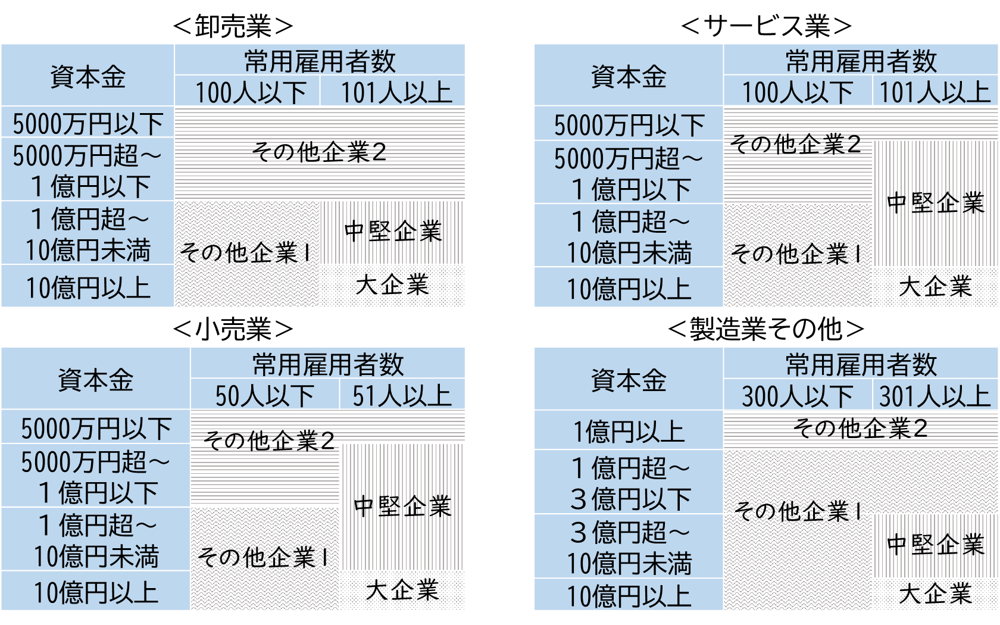 ＜卸売業＞
資本金
常用雇用者数
100人以下
101人以上
5000万円以下
5000万円超～
１億円以下
１億円超～
10億円未満
10億円以上
その他企業2
その他企業1
中堅企業
大企業
＜サービス業＞
資本金
常用雇用者数
100人以下
101人以上
5000万円以下
5000万円超～
１億円以下
１億円超～
10億円未満
10億円以上
その他企業2
中堅企業
その他企業1
大企業
＜小売業＞
資本金
常用雇用者数
50人以下
51人以上
5000万円以下
5000万円超～
１億円以下
１億円超～
10億円未満
10億円以上
その他企業2
中堅企業
その他企業1
大企業
＜製造業その他＞
資本金
常用雇用者数
300人以下
301人以上
1億円以上
１億円超～
３億円以下
３億円超～
10億円未満
10億円以上
その他企業2
その他企業1
中堅企業
大企業